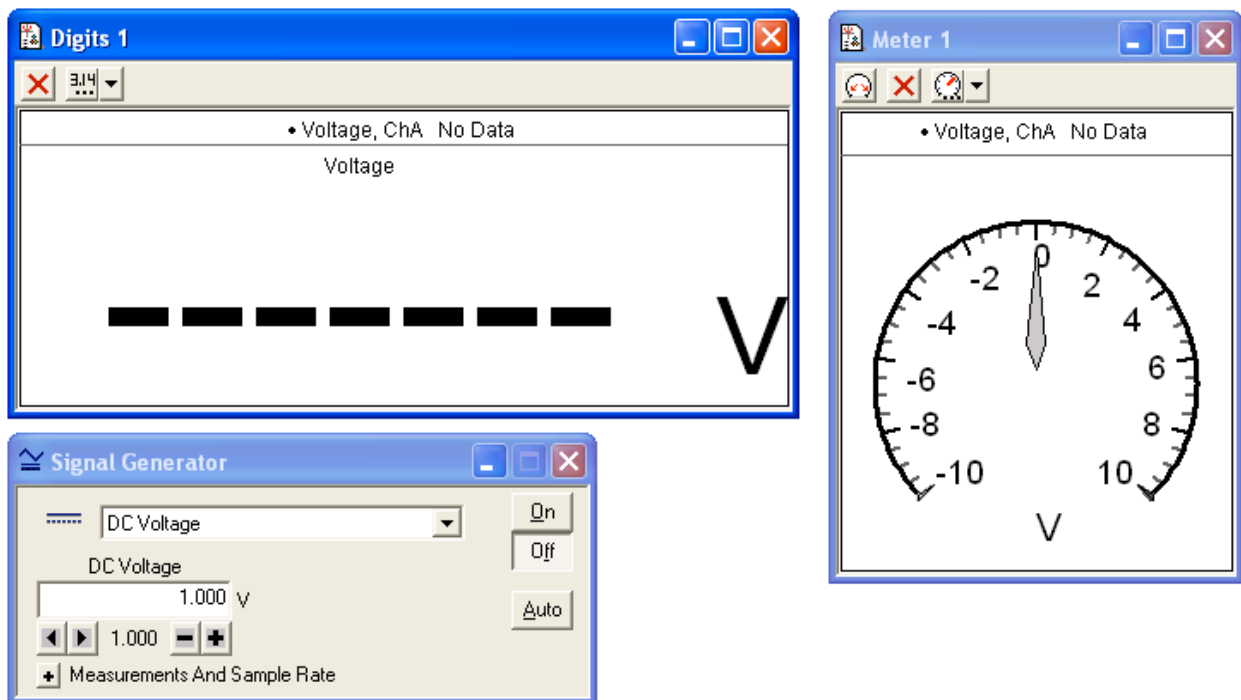 Digits 1
3.14
• Voltage, ChA No Data
Voltage
V
Meter 1
• Voltage, ChA No Data
0
-2 2
-4 4
-6 6
-8 8
-10 10
V
Signal Generator
DC Voltage
On
Off
DC Voltage
1.000 V
Auto
1.000
Measurements And Sample Rate